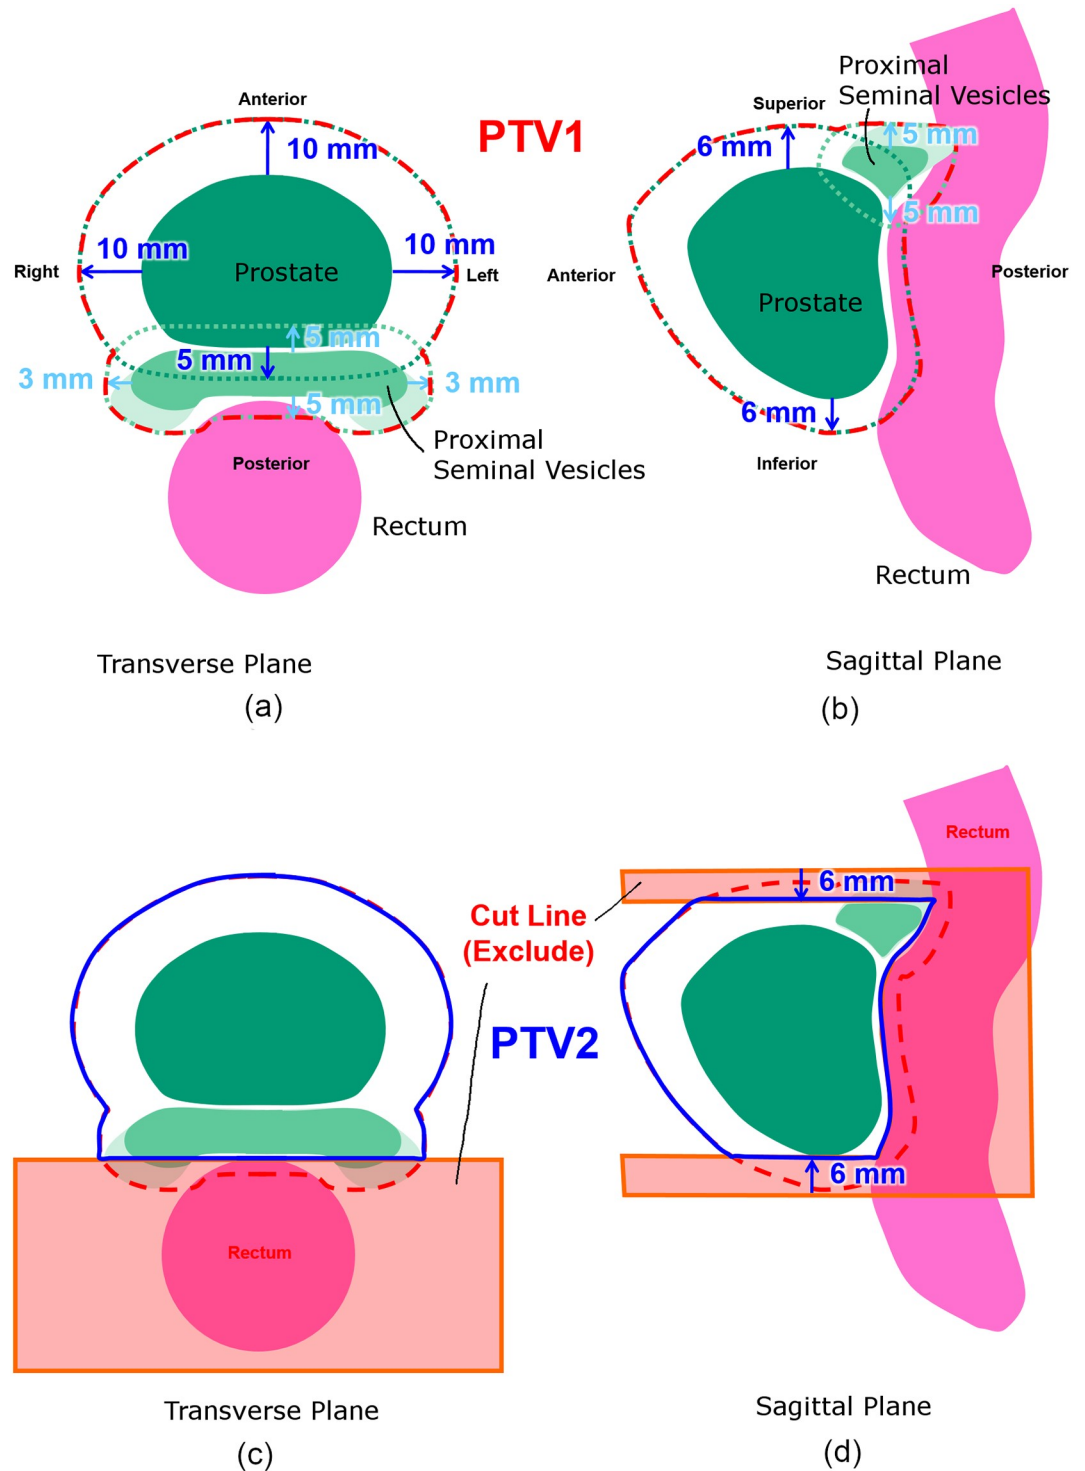 Anterior
10 mm
PTV1
10 mm
10 mm
Right
Prostate
Left
5 mm
5 mm
3 mm
3 mm
5 mm
Proximal
Seminal Vesicles
Posterior
Rectum
Transverse Plane
(a)
Proximal
Seminal Vesicles
Superior
6 mm
5 mm
5 mm
Anterior
Posterior
Prostate
6 mm
Inferior
Rectum
Sagittal Plane
(b)
Cut Line
(Exclude)
PTV2
Rectum
Transverse Plane
(c)
Rectum
6 mm
6 mm
Sagittal Plane
(d)